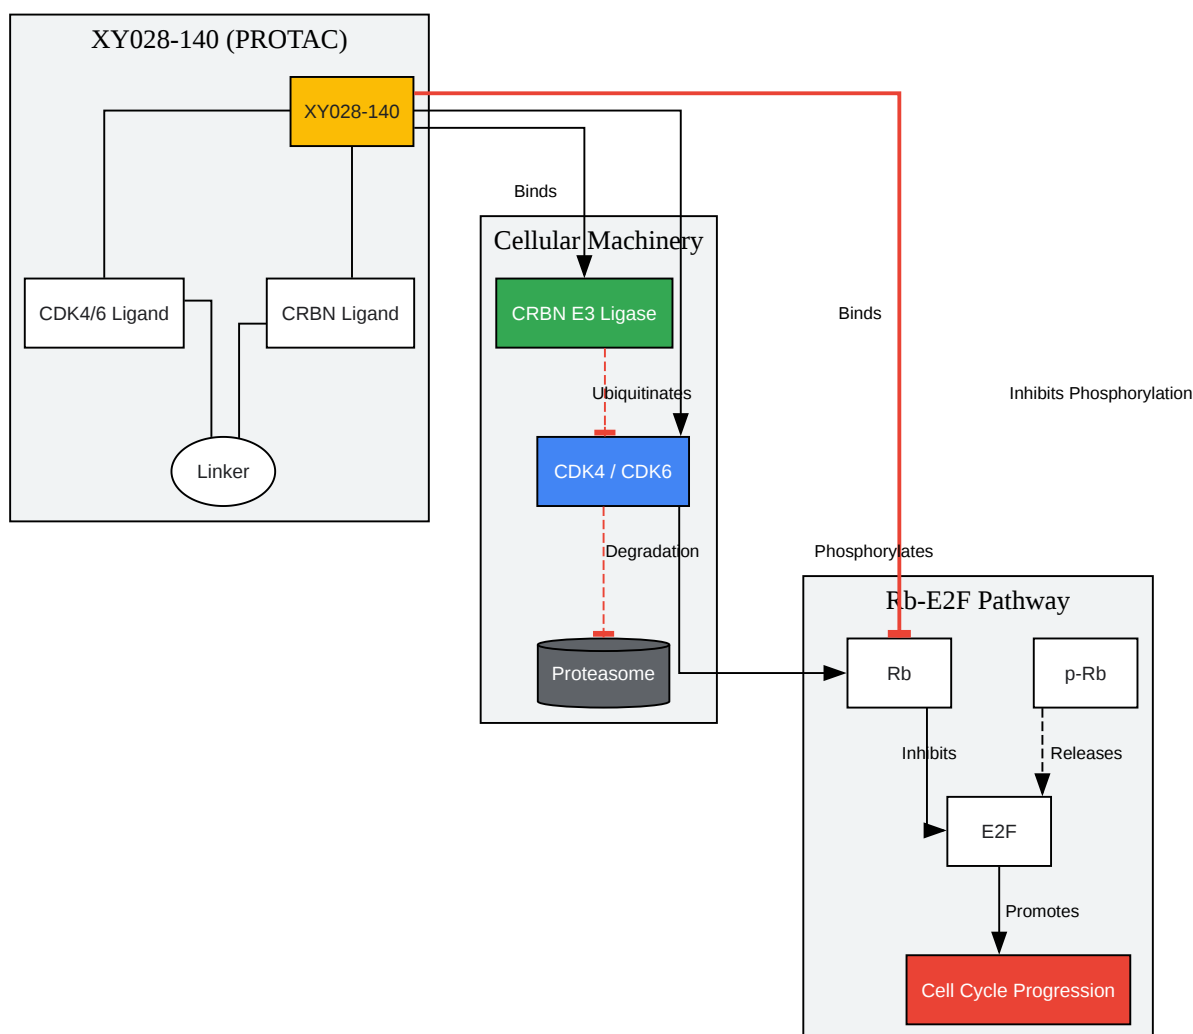 XY028-140 (PROTAC)
XY028-140
Binds
Cellular Machinery
CDK4/6 Ligand
CRBN Ligand
CRBN E3 Ligase
Binds
Ubiquitinates
Inhibits Phosphorylation
Linker
CDK4 / CDK6
Degradation
Phosphorylates
Rb-E2F Pathway
Proteasome
Rb
p-Rb
Inhibits
Releases
E2F
Promotes
Cell Cycle Progression